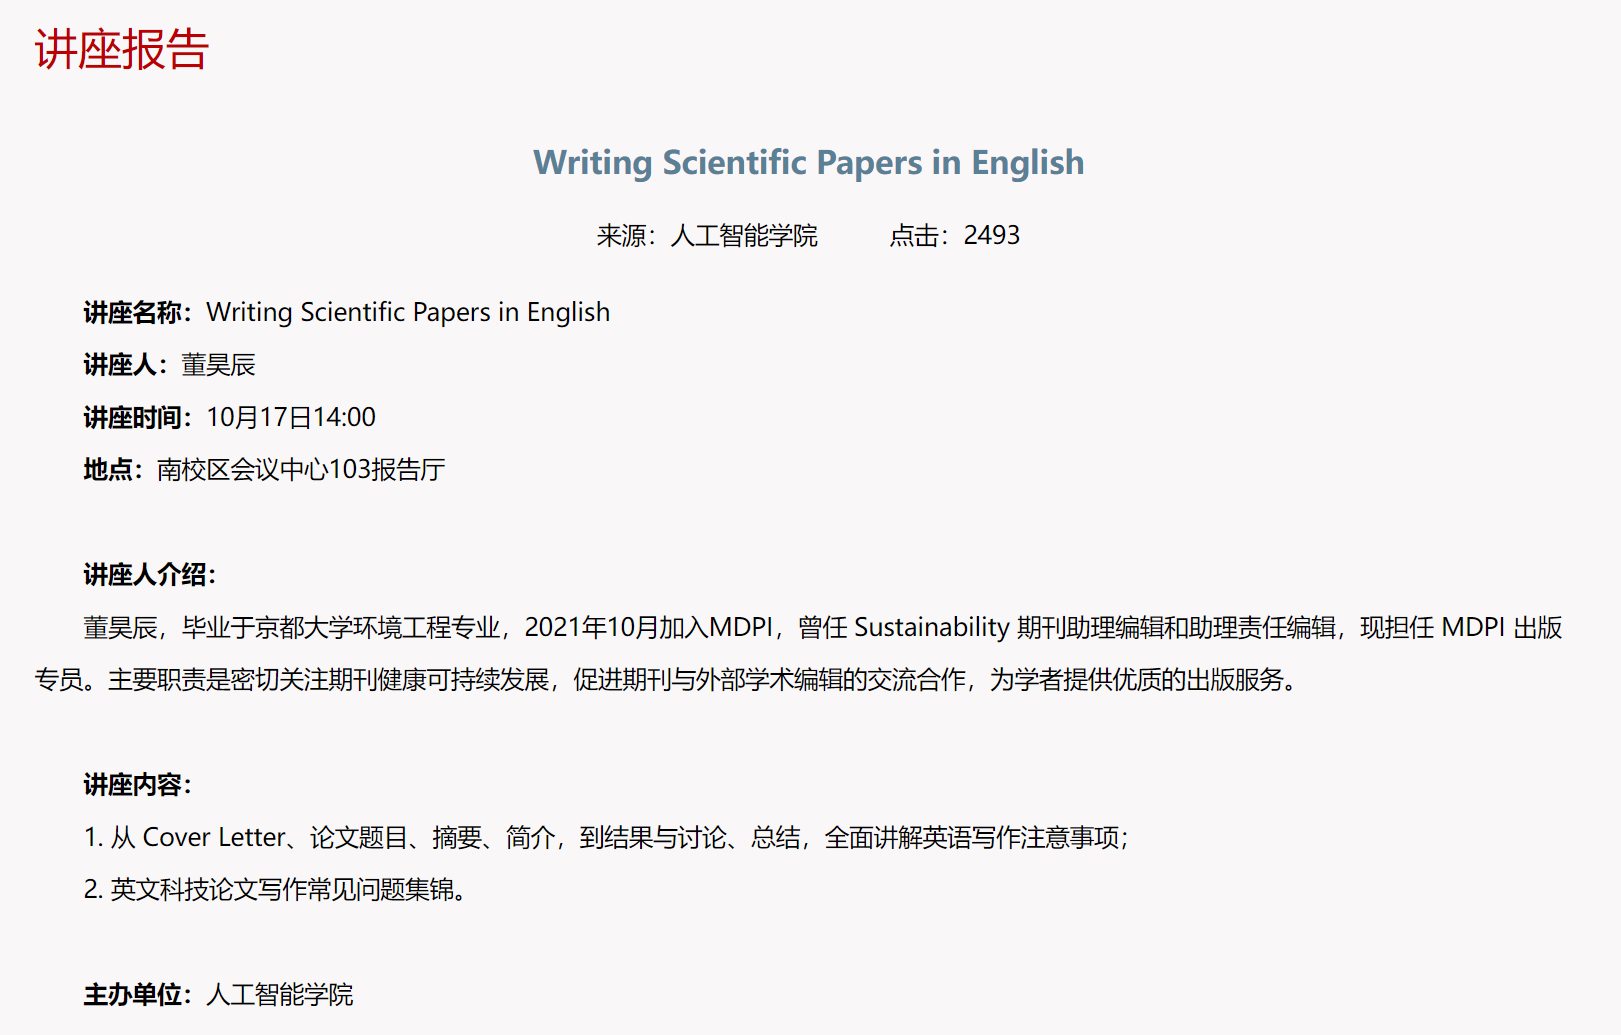 讲座报告
Writing Scientific Papers in English
来源：人工智能学院 点击：2493
讲座名称：Writing Scientific Papers in English
讲座人：董昊辰
讲座时间：10月17日14:00
地点：南校区会议中心103报告厅
讲座人介绍：
董昊辰，毕业于京都大学环境工程专业，2021年10月加入MDPI，曾任 Sustainability 期刊助理编辑和助理责任编辑，现担任 MDPI 出版
专员。主要职责是密切关注期刊健康可持续发展，促进期刊与外部学术编辑的交流合作，为学者提供优质的出版服务。
讲座内容：
1. 从 Cover Letter、论文题目、摘要、简介，到结果与讨论、总结，全面讲解英语写作注意事项；
2. 英文科技论文写作常见问题集锦。
主办单位：人工智能学院